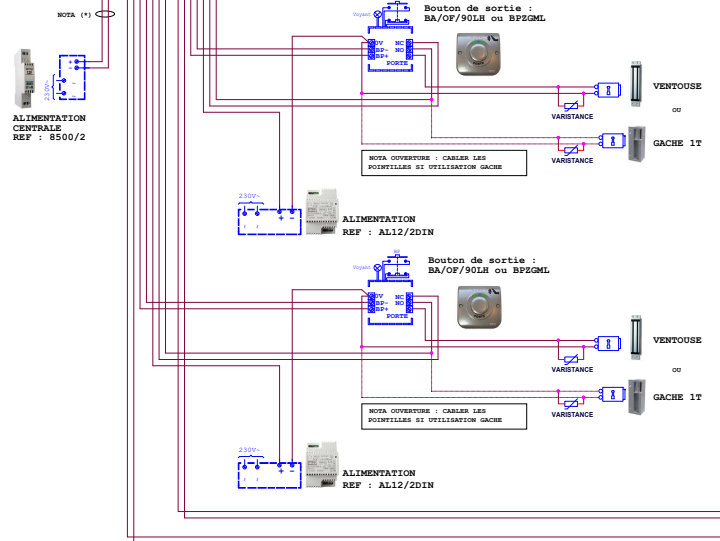 NOTA (*)
+
-
~
~
230V~
ALIMENTATION
CENTRALE
REF : 8500/2
Voyant
Bouton de sortie :
BA/OF/90LH ou BPZGML
0V NC
BP- NO
BP+
PORTE
VENTOUSE
VARISTANCE
OU
GACHE 1T
VARISTANCE
NOTA OUVERTURE : CABLER LES
POINTILLES SI UTILISATION GACHE
230V~
~ ~ + -
ALIMENTATION
REF : AL12/2DIN
BP
Voyant
Bouton de sortie :
BA/OF/90LH ou BPZGML
0V NC
BP- NO
BP+
PORTE
VENTOUSE
VARISTANCE
OU
GACHE 1T
VARISTANCE
NOTA OUVERTURE : CABLER LES
POINTILLES SI UTILISATION GACHE
230V~
~ ~ + -
ALIMENTATION
REF : AL12/2DIN